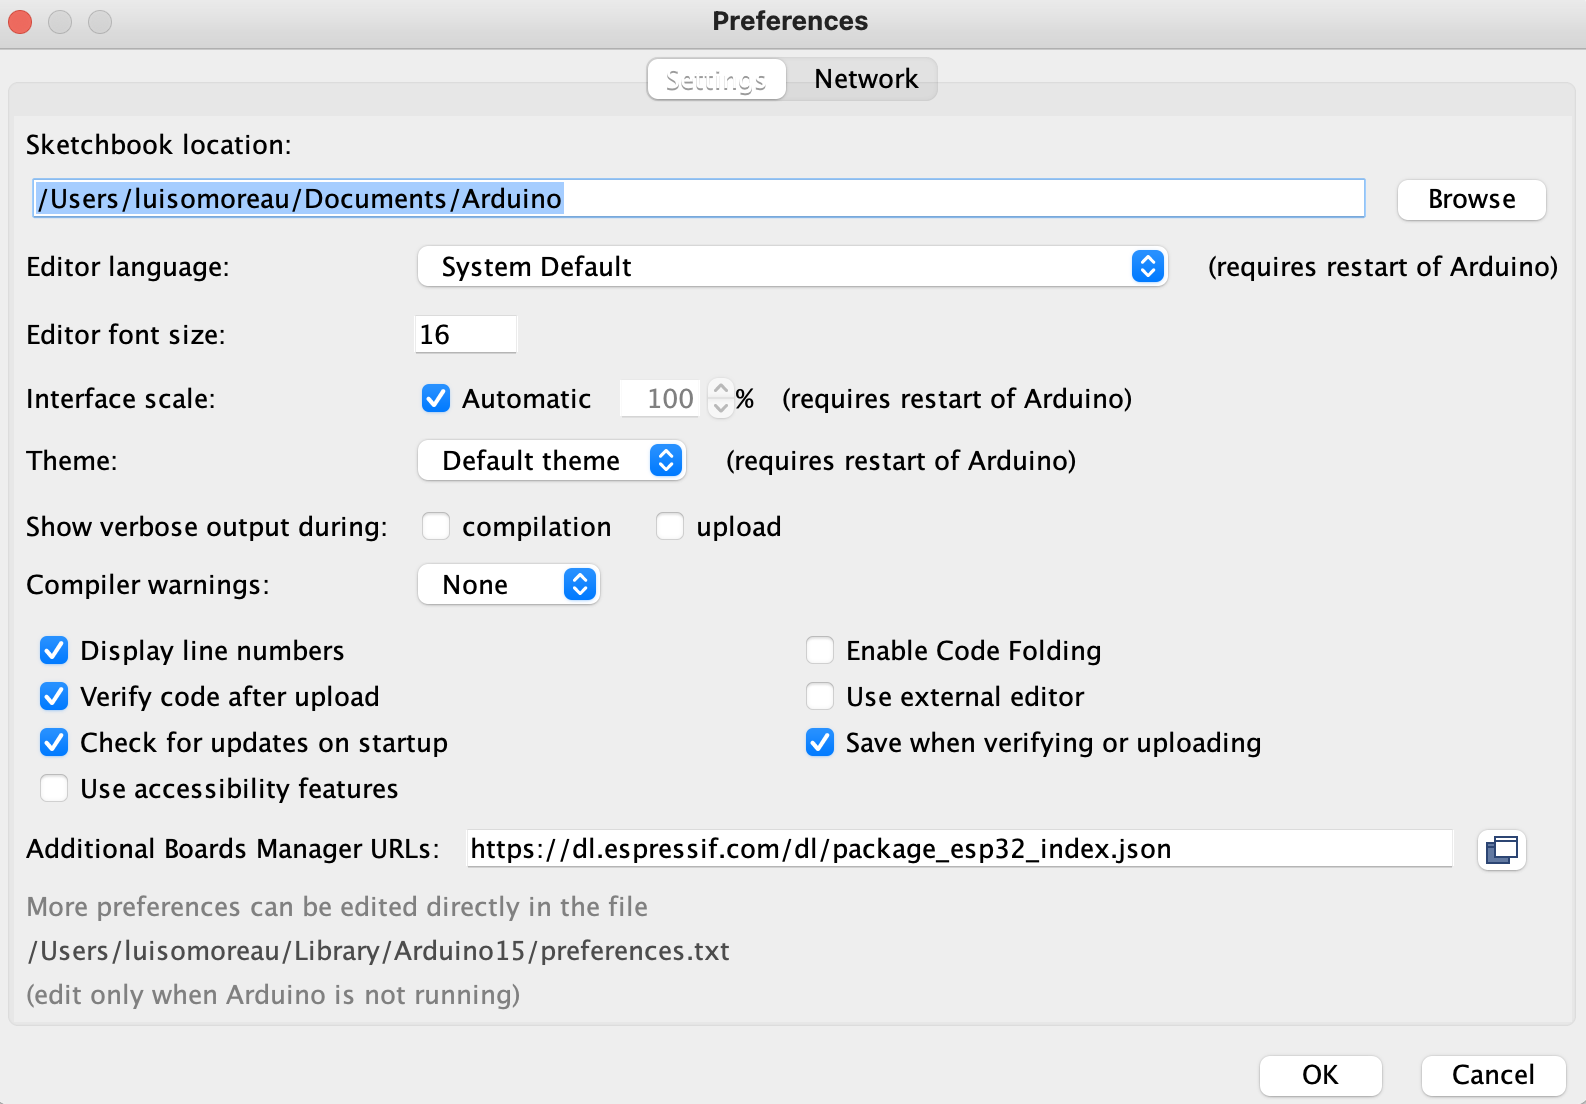 Preferences
Settings Network
Sketchbook location:
/Users/luisomoreau/Documents/Arduino Browse
Editor language: System Default (requires restart of Arduino)
Editor font size: 16
Interface scale: Automatic 100 % (requires restart of Arduino)
Theme: Default theme (requires restart of Arduino)
Show verbose output during: compilation upload
Compiler warnings: None
Display line numbers Enable Code Folding
Verify code after upload Use external editor
Check for updates on startup Save when verifying or uploading
Use accessibility features
Additional Boards Manager URLs: https://dl.espressif.com/dl/package_esp32_index.json
More preferences can be edited directly in the file
/Users/luisomoreau/Library/Arduino15/preferences.txt
(edit only when Arduino is not running)
OK Cancel